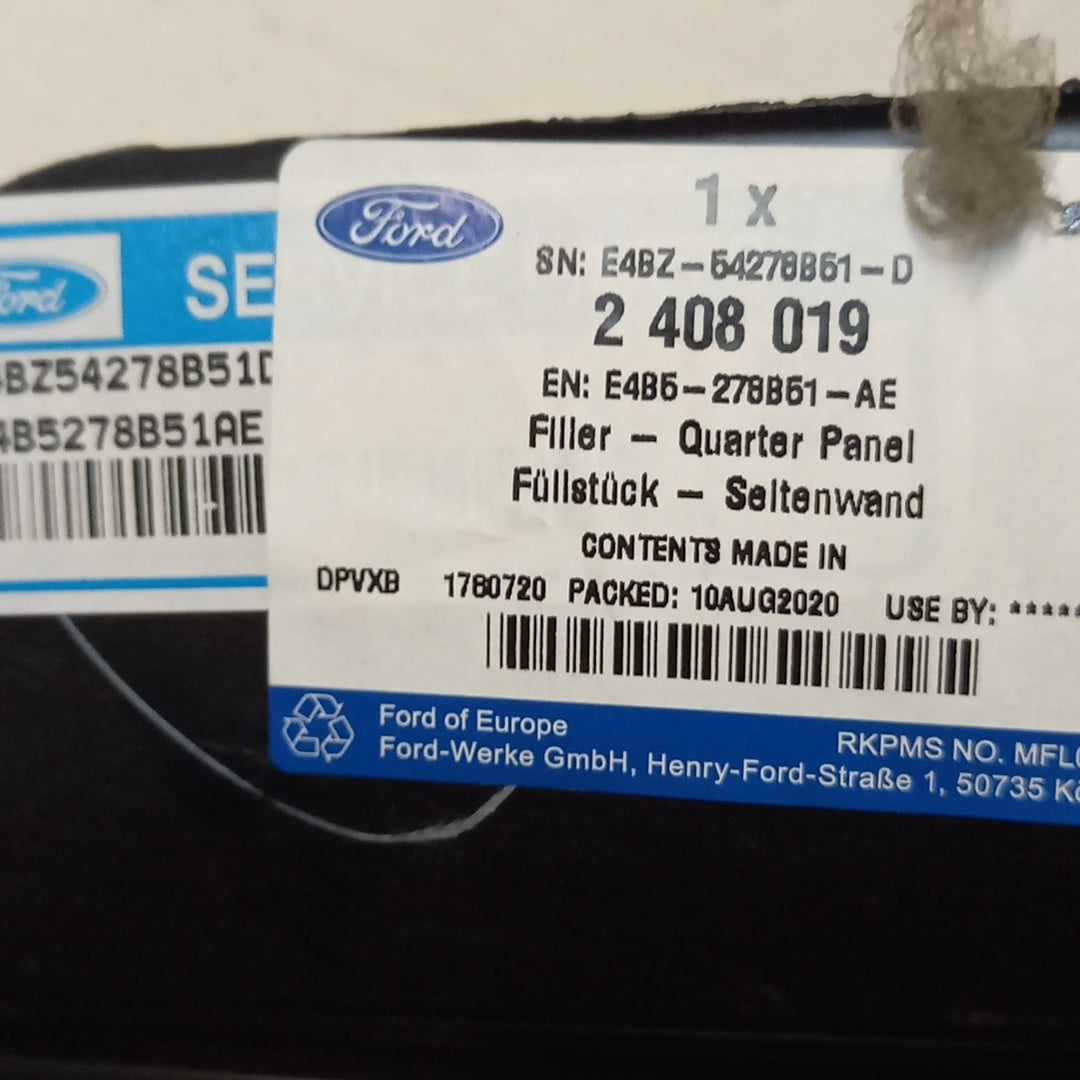 Ford
SE
BZ54278B51D
4B5278B51AE
Ford
1 x
SN: E4BZ-54278B51-D
2 408 019
EN: E4B5-278B51-AE
Filler - Quarter Panel
Füllstück - Seitenwand
CONTENTS MADE IN
DPVXB 1760720 PACKED: 10AUG2020 USE BY: *****
Ford of Europe
RKPMS NO. MFL
Ford-Werke GmbH, Henry-Ford-Straße 1, 50735 Kö